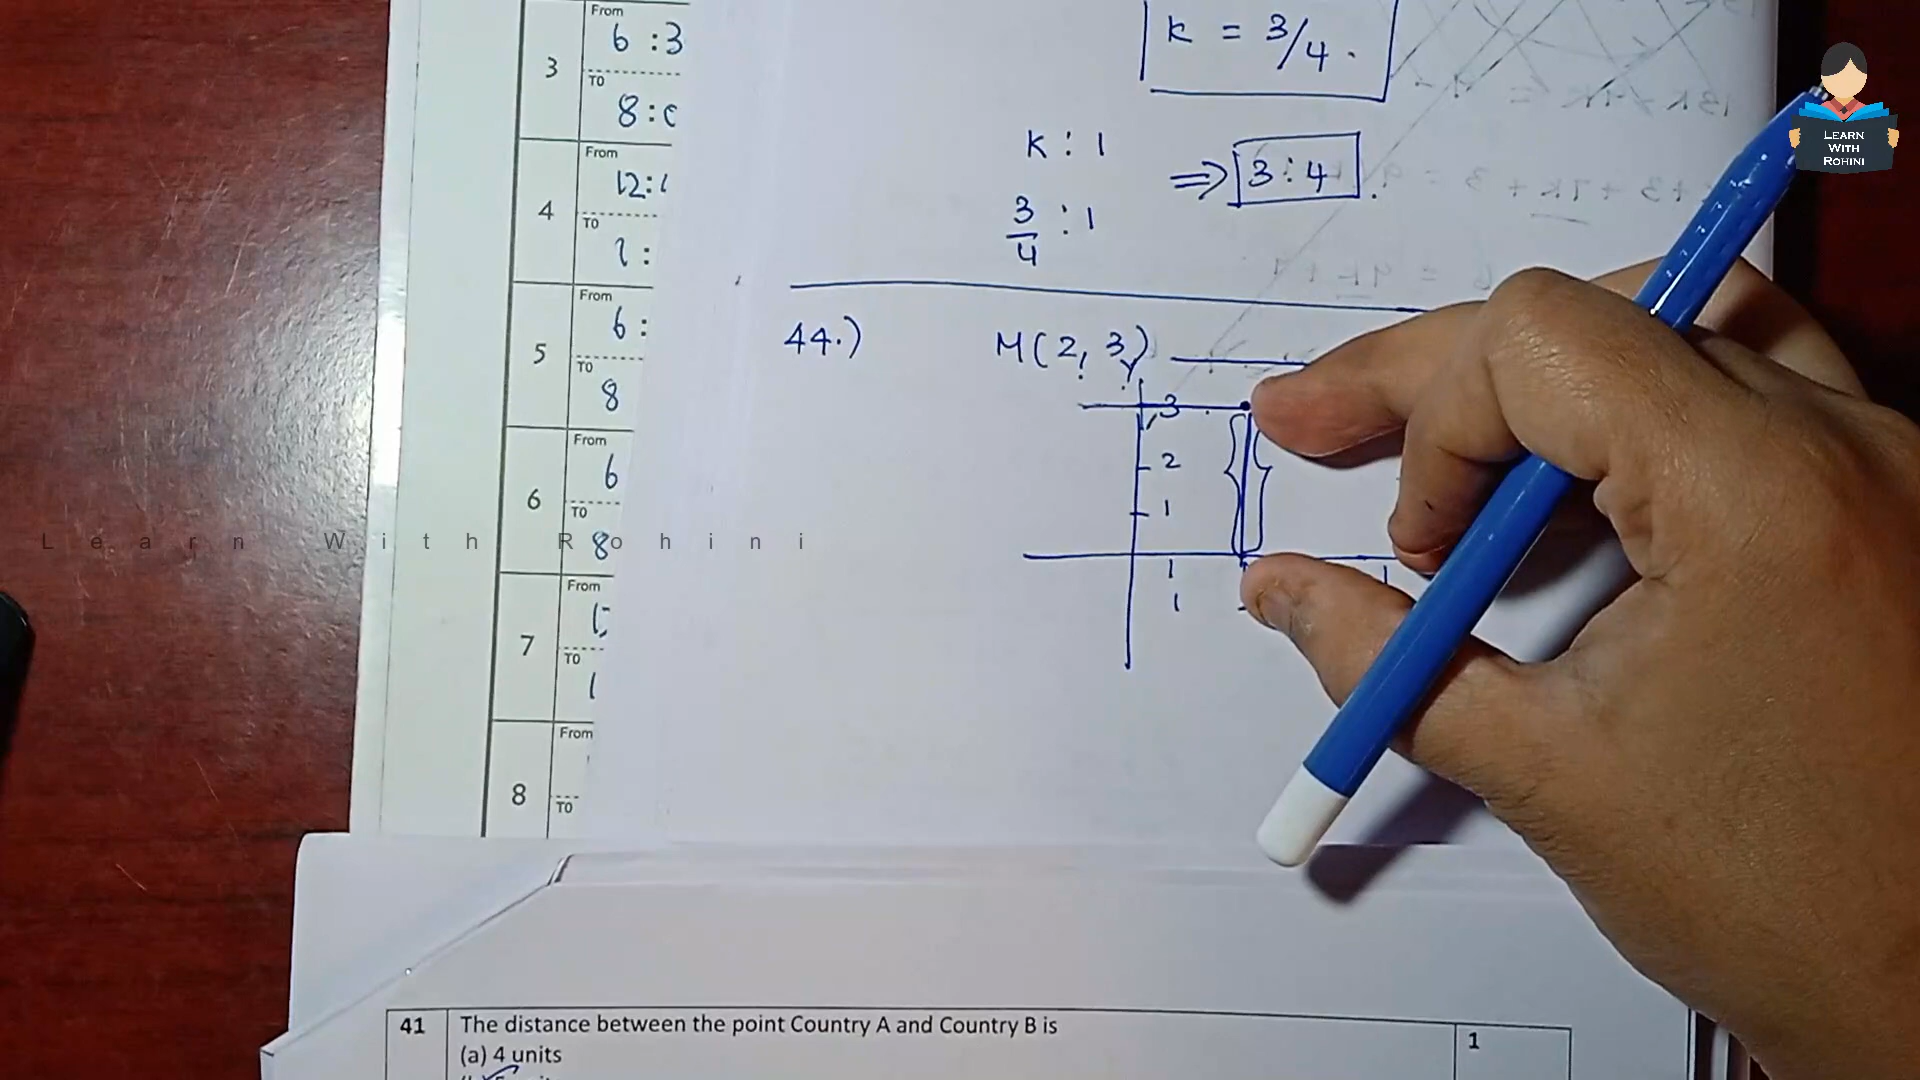 3
From
6 : 3
TO
8 :
4
From
12 :
TO
5
From
6 :
TO
8
6
From
6
TO
8
7
From
TO
8
From
TO
k = 3/4 .
k : 1
3/4 : 1
⇒ 3 : 4 .
44.) M(2, 3)
Y
3
2
1
1
LEARN
WITH
ROHINI
Learn With Rohini
41 The distance between the point Country A and Country B is 1
(a) 4 units